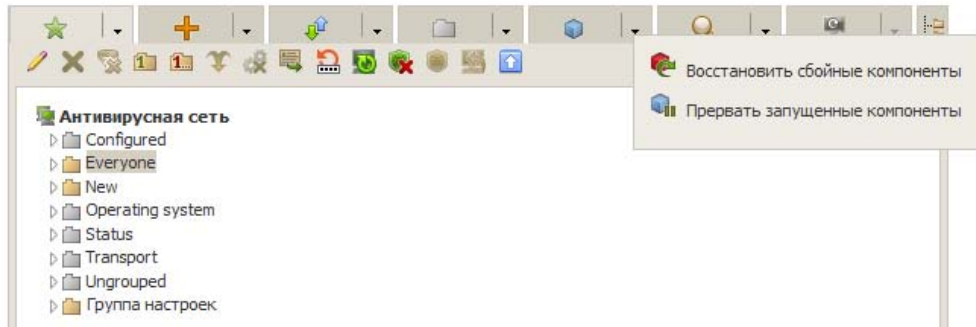 Восстановить сбойные компоненты
Прервать запущенные компоненты
Антивирусная сеть
Configured
Everyone
New
Operating system
Status
Transport
Ungrouped
Группа настроек